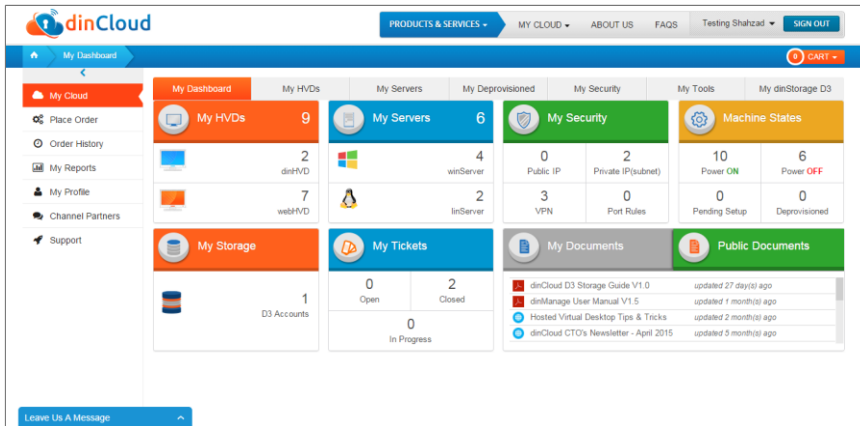 dinCloud
PRODUCTS & SERVICES
MY CLOUD
ABOUT US
FAQS
Testing Shahzad
SIGN OUT
My Dashboard
0 CART
My Cloud
Place Order
Order History
My Reports
My Profile
Channel Partners
Support
My Dashboard
My HVDs
My Servers
My Deprovisioned
My Security
My Tools
My dinStorage D3
My HVDs 9
2
dinHVD
7
webHVD
My Servers 6
4
winServer
2
linServer
My Security
0
Public IP
2
Private IP(subnet)
3
VPN
0
Port Rules
Machine States
10
Power ON
6
Power OFF
0
Pending Setup
0
Deprovisioned
My Storage
1
D3 Accounts
My Tickets
0
Open
2
Closed
0
In Progress
My Documents
Public Documents
dinCloud D3 Storage Guide V1.0 updated 27 day(s) ago
dinManage User Manual V1.5 updated 1 month(s) ago
Hosted Virtual Desktop Tips & Tricks updated 2 month(s) ago
dinCloud CTO's Newsletter - April 2015 updated 5 month(s) ago
Leave Us A Message